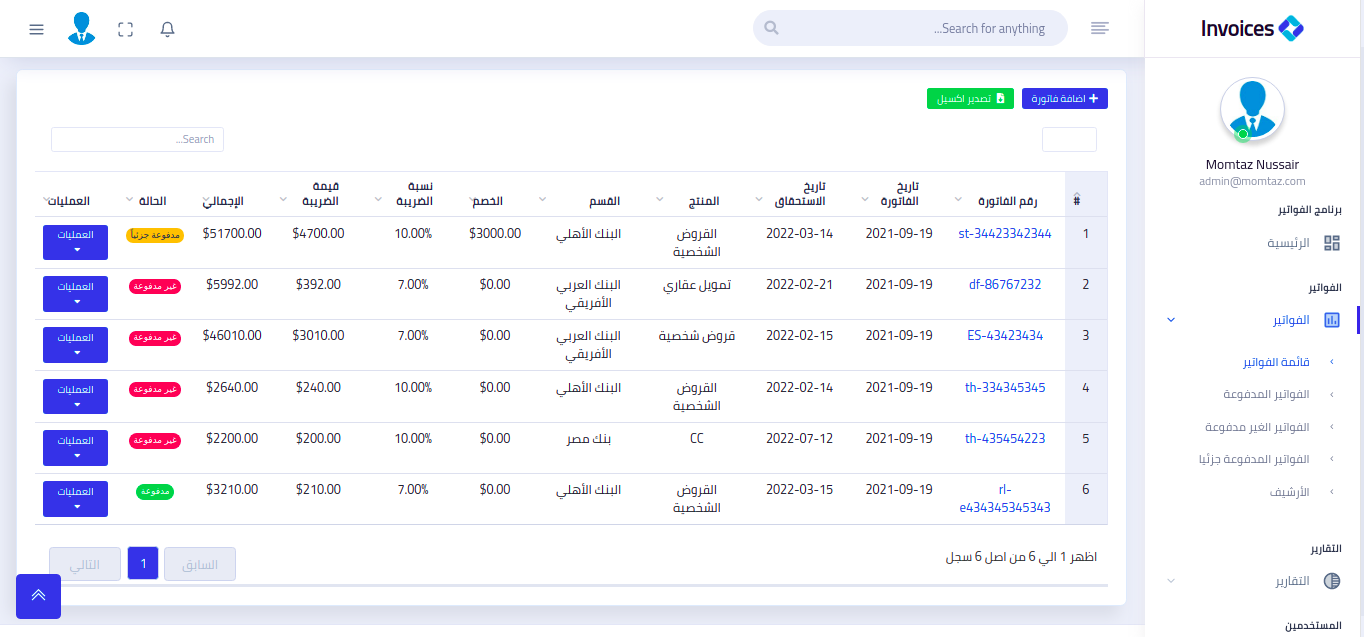 Invoices
Search for anything...
Momtaz Nussair
admin@momtaz.com
برنامج الفواتير
الرئيسية
الفواتير
الفواتير
قائمة الفواتير
الفواتير المدفوعة
الفواتير الغير مدفوعة
الفواتير المدفوعة جزئيا
الأرشيف
التقارير
التقارير
المستخدمين
اضافة فاتورة
تصدير اكسيل
Search...
# رقم الفاتورة تاريخ الفاتورة تاريخ الاستحقاق المنتج القسم الخصم نسبة الضريبة قيمة الضريبة الإجمالي الحالة العمليات
1 st-34423342344 2021-09-19 2022-03-14 القروض الشخصية البنك الأهلي $3000.00 10.00% $4700.00 $51700.00 مدفوعة جزئيا العمليات
2 df-86767232 2021-09-19 2022-02-21 تمويل عقاري البنك العربي الأفريقي $0.00 7.00% $392.00 $5992.00 غير مدفوعة العمليات
3 ES-43423434 2021-09-19 2022-02-15 قروض شخصية البنك العربي الأفريقي $0.00 7.00% $3010.00 $46010.00 غير مدفوعة العمليات
4 th-334345345 2021-09-19 2022-02-14 القروض الشخصية البنك الأهلي $0.00 10.00% $240.00 $2640.00 غير مدفوعة العمليات
5 th-435454223 2021-09-19 2022-07-12 CC بنك مصر $0.00 10.00% $200.00 $2200.00 غير مدفوعة العمليات
6 rl-e434345345343 2021-09-19 2022-03-15 القروض الشخصية البنك الأهلي $0.00 7.00% $210.00 $3210.00 مدفوعة العمليات
اظهر 1 الي 6 من اصل 6 سجل
السابق 1 التالي